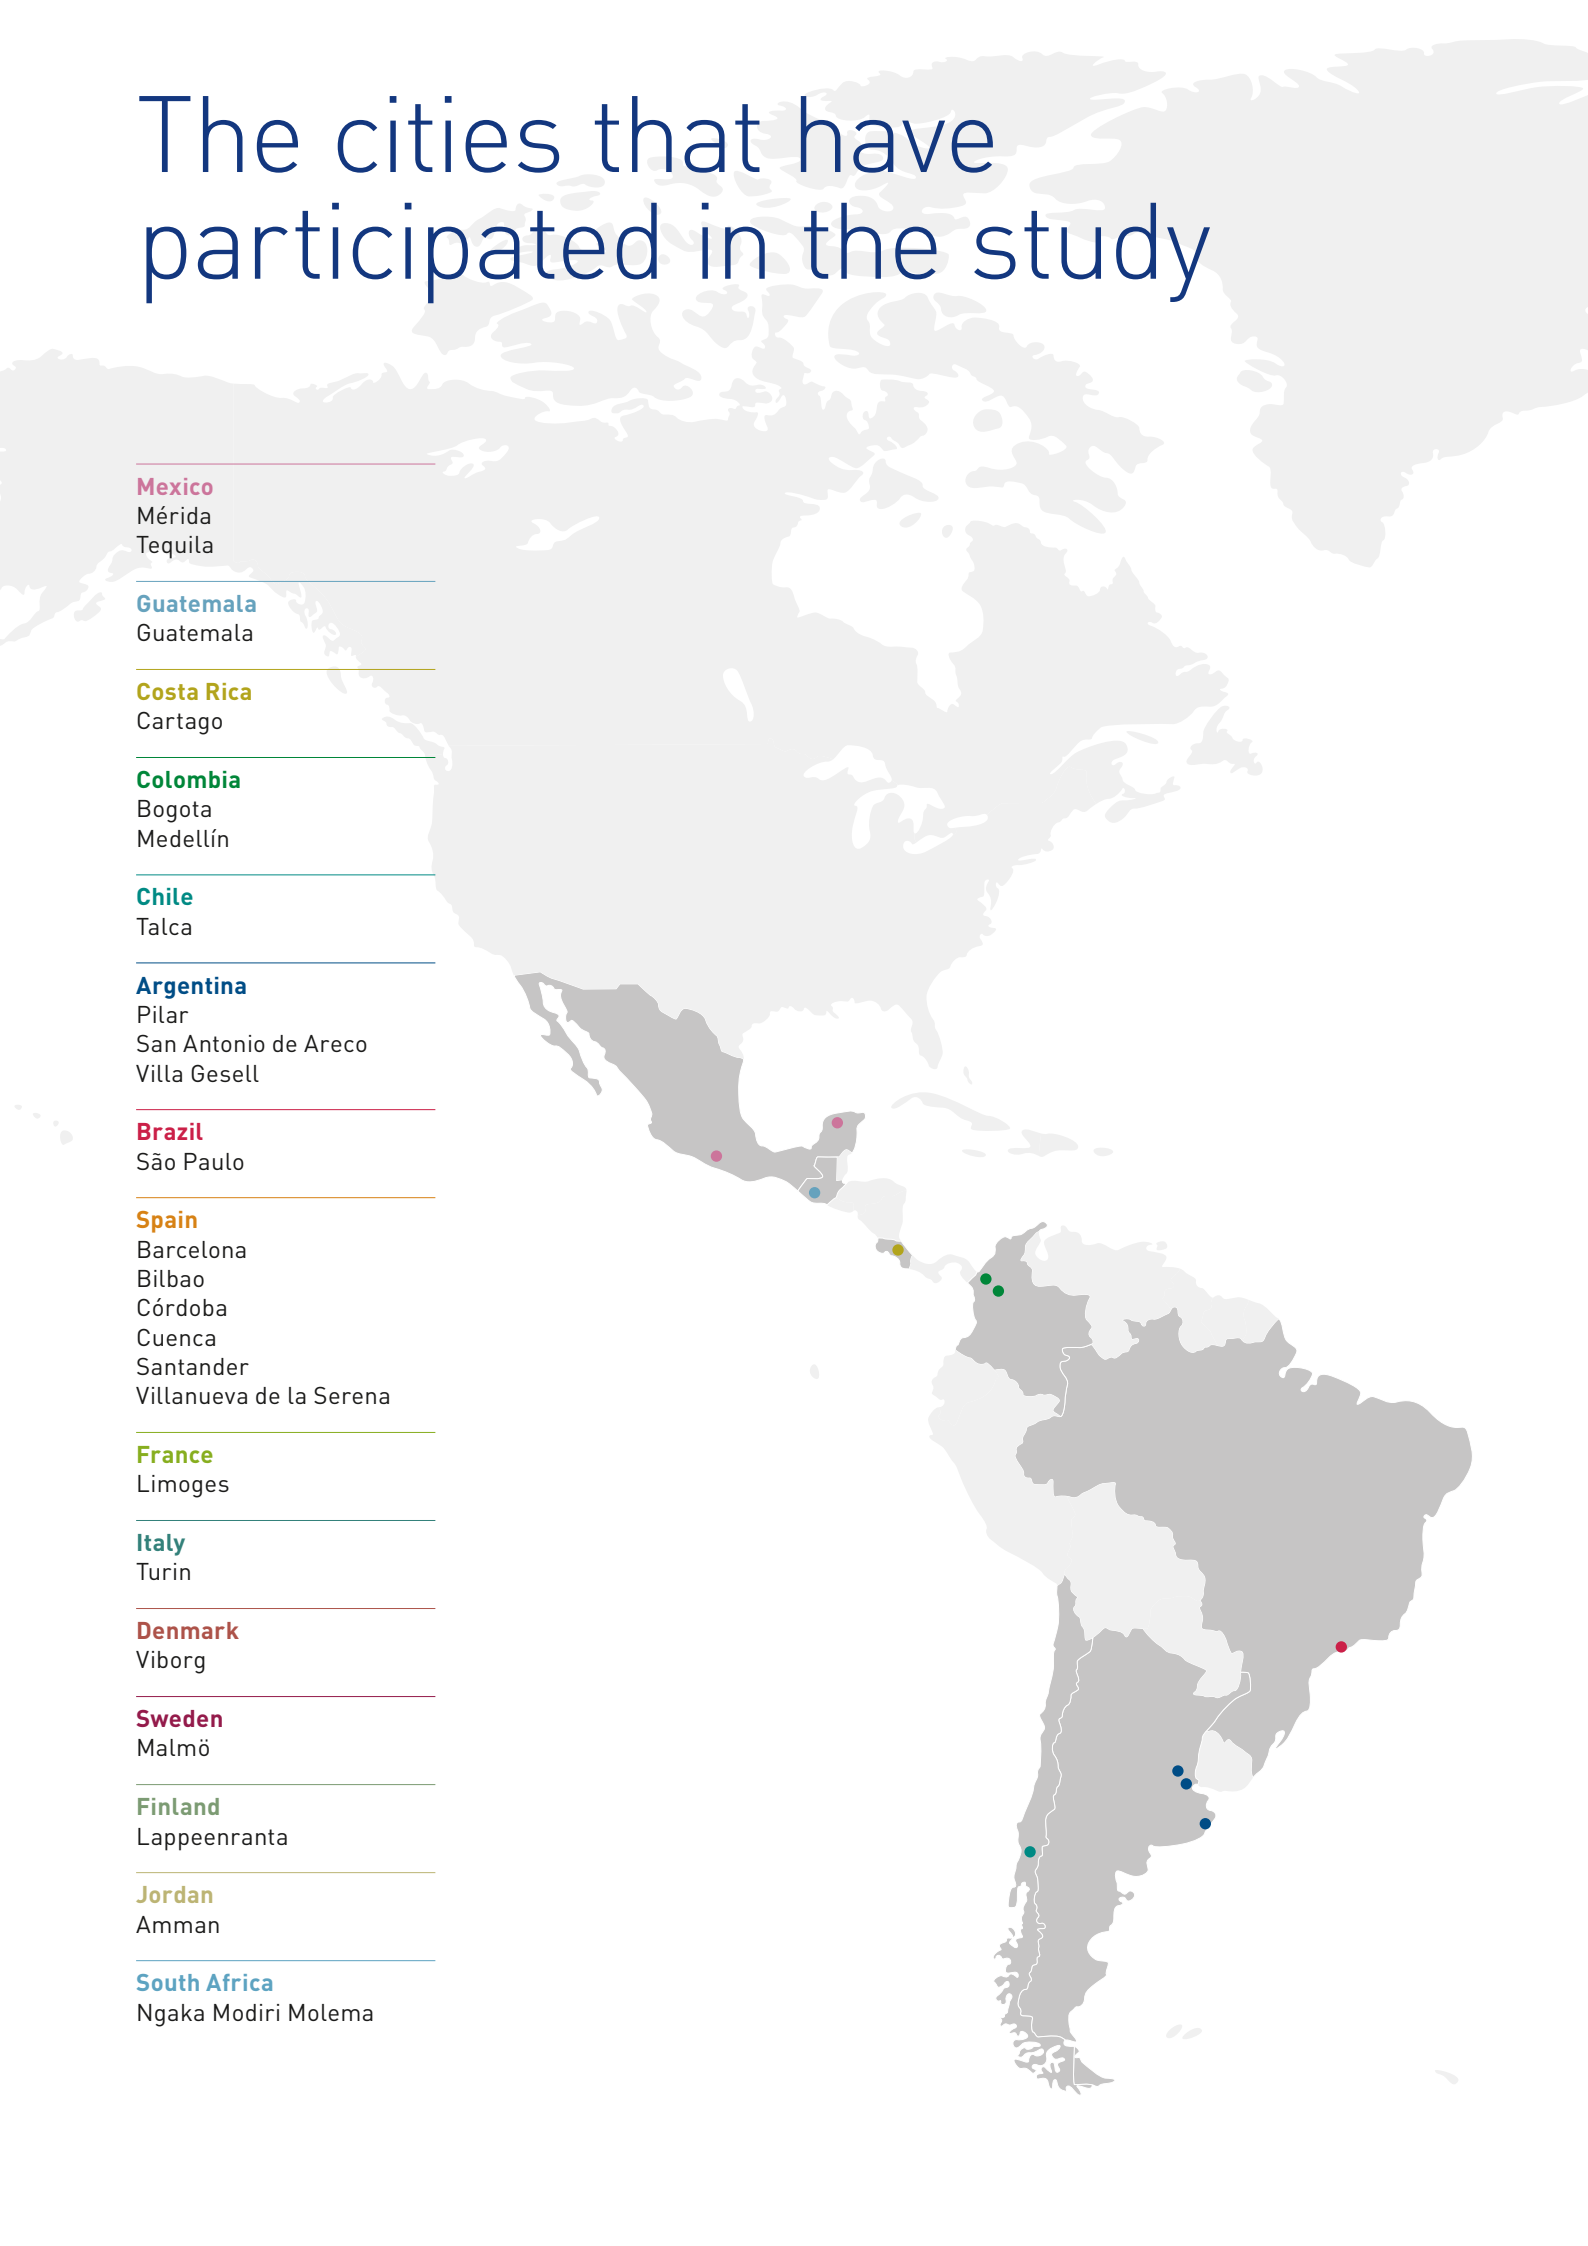 The cities that have
participated in the study
Mexico
Mérida
Tequila
Guatemala
Guatemala
Costa Rica
Cartago
Colombia
Bogota
Medellín
Chile
Talca
Argentina
Pilar
San Antonio de Areco
Villa Gesell
Brazil
São Paulo
Spain
Barcelona
Bilbao
Córdoba
Cuenca
Santander
Villanueva de la Serena
France
Limoges
Italy
Turin
Denmark
Viborg
Sweden
Malmö
Finland
Lappeenranta
Jordan
Amman
South Africa
Ngaka Modiri Molema